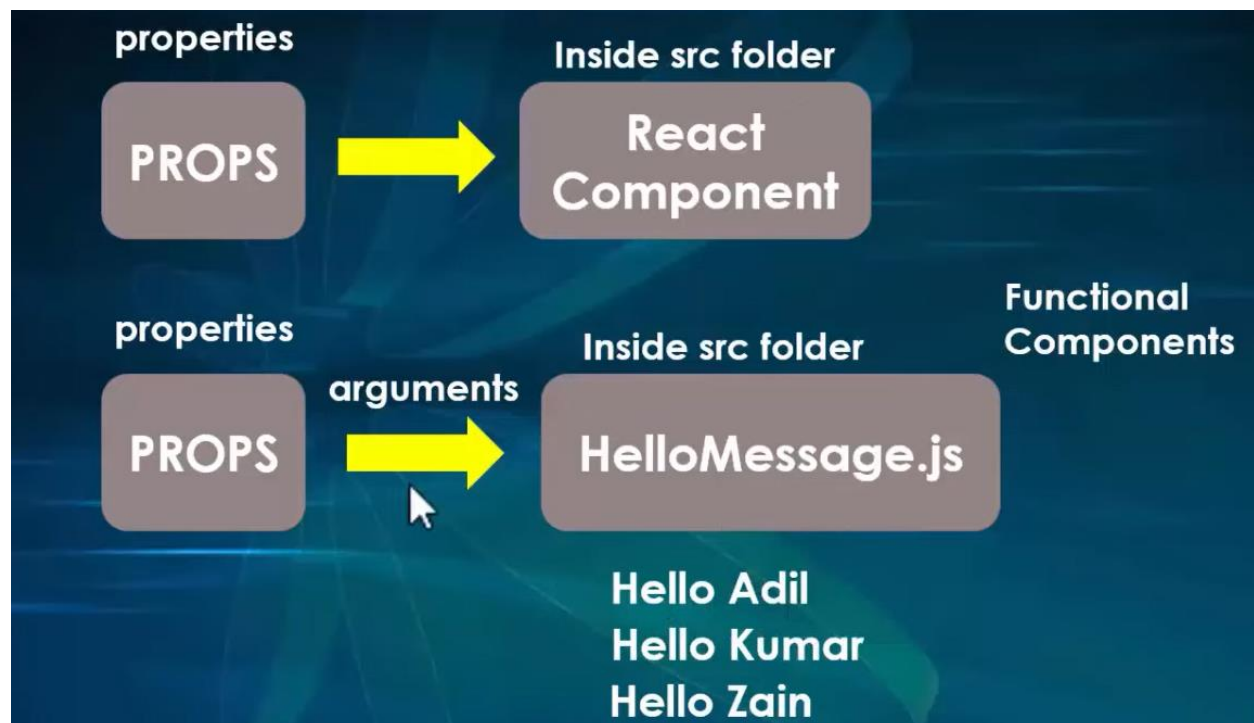 properties
Inside src folder
PROPS
React
Component
Functional
Components
properties
Inside src folder
arguments
PROPS
HelloMessage.js
Hello Adil
Hello Kumar
Hello Zain